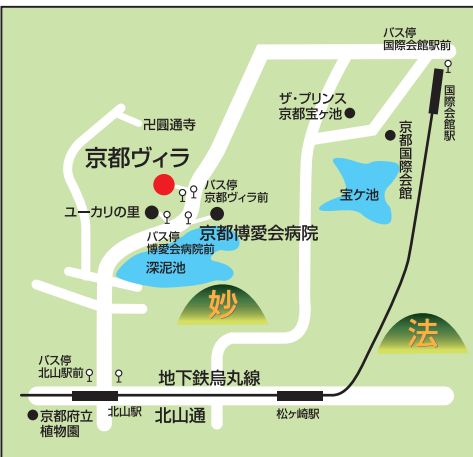 バス停
国際会館駅前
国際会館駅
ザ・プリンス
京都宝ヶ池
京都国際会館
卍圓通寺
京都ヴィラ
バス停
京都ヴィラ前
宝ケ池
ユーカリの里
京都博愛会病院
バス停
博愛会病院前
深泥池
妙
法
バス停
北山駅前
地下鉄烏丸線
北山駅
北山通
松ヶ崎駅
京都府立
植物園